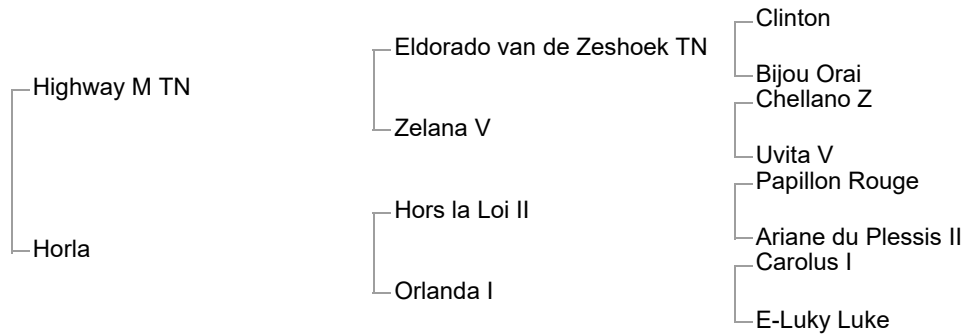 Clinton
Eldorado van de Zeshoek TN
Bijou Orai
Highway M TN
Chellano Z
Zelana V
Uvita V
Papillon Rouge
Hors la Loi II
Ariane du Plessis II
Horla
Carolus I
Orlanda I
E-Luky Luke